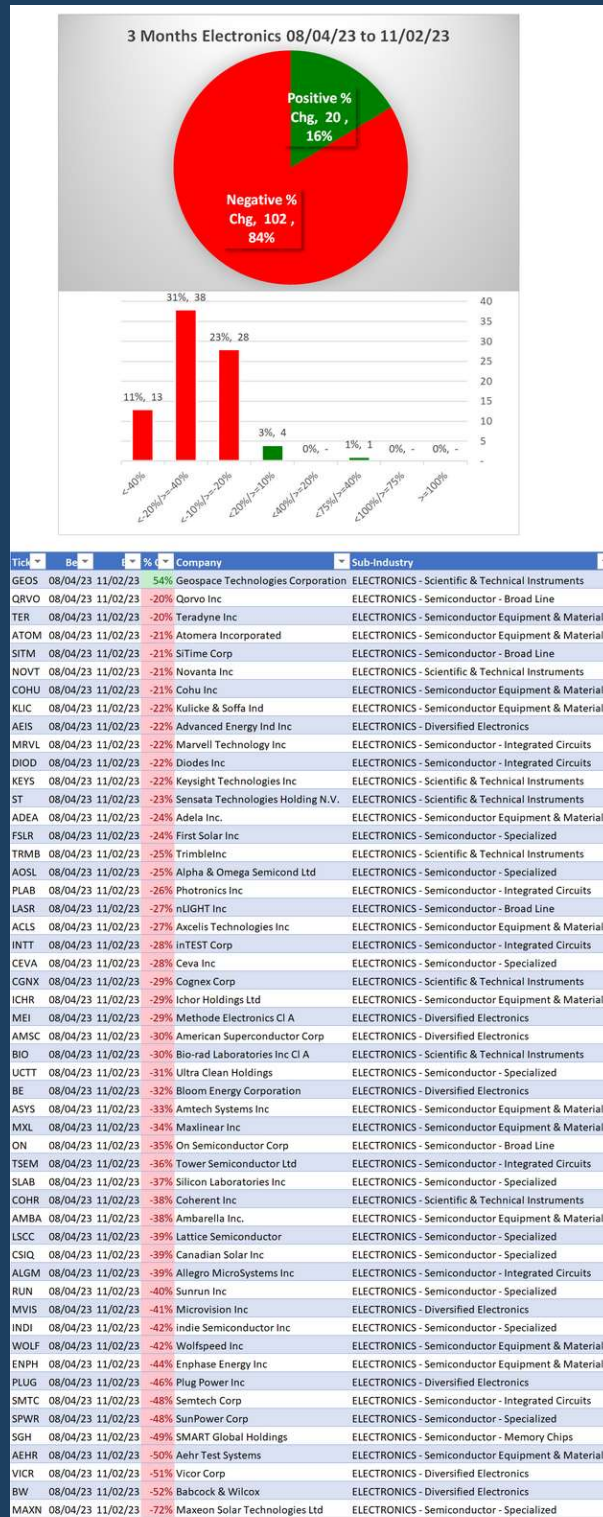 3 Months Electronics 08/04/23 to 11/02/23
Positive %
Chg, 20 ,
16%
Negative %
Chg, 102 ,
84%
31%, 38
23%, 28
11%, 13
3%, 4
0%, -
1%, 1
0%, -
0%, -
40
35
30
25
20
15
10
5
-
<-40%
<-20%/>=-40%
<-10%/>=-20%
<20%/>=10%
<40%/>=20%
<75%/>=40%
<100%/>=75%
>=100%
Tick Be E % C Company Sub-Industry
GEOS 08/04/23 11/02/23 54% Geospace Technologies Corporation ELECTRONICS - Scientific & Technical Instruments
QRVO 08/04/23 11/02/23 -20% Qorvo Inc ELECTRONICS - Semiconductor - Broad Line
TER 08/04/23 11/02/23 -20% Teradyne Inc ELECTRONICS - Semiconductor Equipment & Material
ATOM 08/04/23 11/02/23 -21% Atomera Incorporated ELECTRONICS - Semiconductor Equipment & Material
SITM 08/04/23 11/02/23 -21% SiTime Corp ELECTRONICS - Semiconductor - Broad Line
NOVT 08/04/23 11/02/23 -21% Novanta Inc ELECTRONICS - Scientific & Technical Instruments
COHU 08/04/23 11/02/23 -21% Cohu Inc ELECTRONICS - Semiconductor Equipment & Material
KLIC 08/04/23 11/02/23 -22% Kulicke & Soffa Ind ELECTRONICS - Semiconductor Equipment & Material
AEIS 08/04/23 11/02/23 -22% Advanced Energy Ind Inc ELECTRONICS - Diversified Electronics
MRVL 08/04/23 11/02/23 -22% Marvell Technology Inc ELECTRONICS - Semiconductor - Integrated Circuits
DIOD 08/04/23 11/02/23 -22% Diodes Inc ELECTRONICS - Semiconductor - Integrated Circuits
KEYS 08/04/23 11/02/23 -22% Keysight Technologies Inc ELECTRONICS - Scientific & Technical Instruments
ST 08/04/23 11/02/23 -23% Sensata Technologies Holding N.V. ELECTRONICS - Scientific & Technical Instruments
ADEA 08/04/23 11/02/23 -24% Adela Inc. ELECTRONICS - Semiconductor Equipment & Material
FSLR 08/04/23 11/02/23 -24% First Solar Inc ELECTRONICS - Semiconductor - Specialized
TRMB 08/04/23 11/02/23 -25% TrimbleInc ELECTRONICS - Scientific & Technical Instruments
AOSL 08/04/23 11/02/23 -25% Alpha & Omega Semicond Ltd ELECTRONICS - Semiconductor - Specialized
PLAB 08/04/23 11/02/23 -26% Photronics Inc ELECTRONICS - Semiconductor - Integrated Circuits
LASR 08/04/23 11/02/23 -27% nLIGHT Inc ELECTRONICS - Semiconductor - Broad Line
ACLS 08/04/23 11/02/23 -27% Axcelis Technologies Inc ELECTRONICS - Semiconductor Equipment & Material
INTT 08/04/23 11/02/23 -28% inTEST Corp ELECTRONICS - Semiconductor - Integrated Circuits
CEVA 08/04/23 11/02/23 -28% Ceva Inc ELECTRONICS - Semiconductor - Specialized
CGNX 08/04/23 11/02/23 -29% Cognex Corp ELECTRONICS - Scientific & Technical Instruments
ICHR 08/04/23 11/02/23 -29% Ichor Holdings Ltd ELECTRONICS - Semiconductor Equipment & Material
MEI 08/04/23 11/02/23 -29% Methode Electronics Cl A ELECTRONICS - Diversified Electronics
AMSC 08/04/23 11/02/23 -30% American Superconductor Corp ELECTRONICS - Diversified Electronics
BIO 08/04/23 11/02/23 -30% Bio-rad Laboratories Inc Cl A ELECTRONICS - Scientific & Technical Instruments
UCTT 08/04/23 11/02/23 -31% Ultra Clean Holdings ELECTRONICS - Semiconductor - Specialized
BE 08/04/23 11/02/23 -32% Bloom Energy Corporation ELECTRONICS - Diversified Electronics
ASYS 08/04/23 11/02/23 -33% Amtech Systems Inc ELECTRONICS - Semiconductor Equipment & Material
MXL 08/04/23 11/02/23 -34% Maxlinear Inc ELECTRONICS - Semiconductor Equipment & Material
ON 08/04/23 11/02/23 -35% On Semiconductor Corp ELECTRONICS - Semiconductor - Broad Line
TSEM 08/04/23 11/02/23 -36% Tower Semiconductor Ltd ELECTRONICS - Semiconductor - Integrated Circuits
SLAB 08/04/23 11/02/23 -37% Silicon Laboratories Inc ELECTRONICS - Semiconductor - Specialized
COHR 08/04/23 11/02/23 -38% Coherent Inc ELECTRONICS - Scientific & Technical Instruments
AMBA 08/04/23 11/02/23 -38% Ambarella Inc. ELECTRONICS - Semiconductor Equipment & Material
LSCC 08/04/23 11/02/23 -39% Lattice Semiconductor ELECTRONICS - Semiconductor - Specialized
CSIQ 08/04/23 11/02/23 -39% Canadian Solar Inc ELECTRONICS - Semiconductor - Specialized
ALGM 08/04/23 11/02/23 -39% Allegro MicroSystems Inc ELECTRONICS - Semiconductor - Integrated Circuits
RUN 08/04/23 11/02/23 -40% Sunrun Inc ELECTRONICS - Semiconductor - Specialized
MVIS 08/04/23 11/02/23 -41% Microvision Inc ELECTRONICS - Diversified Electronics
INDI 08/04/23 11/02/23 -42% indie Semiconductor Inc ELECTRONICS - Semiconductor - Specialized
WOLF 08/04/23 11/02/23 -42% Wolfspeed Inc ELECTRONICS - Semiconductor Equipment & Material
ENPH 08/04/23 11/02/23 -44% Enphase Energy Inc ELECTRONICS - Semiconductor Equipment & Material
PLUG 08/04/23 11/02/23 -46% Plug Power Inc ELECTRONICS - Diversified Electronics
SMTC 08/04/23 11/02/23 -48% Semtech Corp ELECTRONICS - Semiconductor - Integrated Circuits
SPWR 08/04/23 11/02/23 -48% SunPower Corp ELECTRONICS - Semiconductor - Specialized
SGH 08/04/23 11/02/23 -49% SMART Global Holdings ELECTRONICS - Semiconductor - Memory Chips
AEHR 08/04/23 11/02/23 -50% Aehr Test Systems ELECTRONICS - Semiconductor Equipment & Material
VICR 08/04/23 11/02/23 -51% Vicor Corp ELECTRONICS - Diversified Electronics
BW 08/04/23 11/02/23 -52% Babcock & Wilcox ELECTRONICS - Diversified Electronics
MAXN 08/04/23 11/02/23 -72% Maxeon Solar Technologies Ltd ELECTRONICS - Semiconductor - Specialized